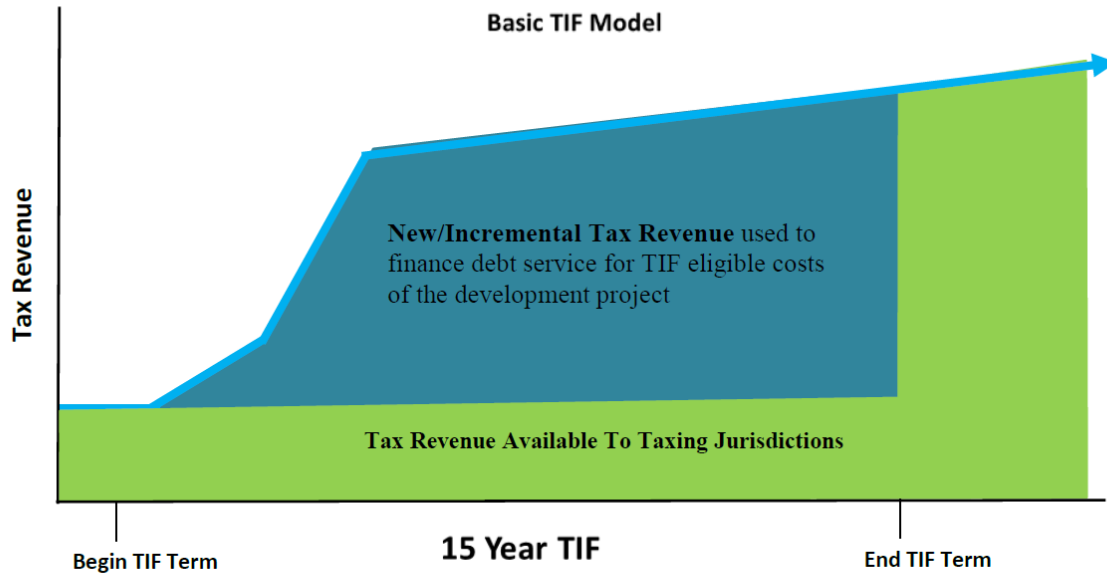 Basic TIF Model
Tax Revenue
New/Incremental Tax Revenue used to
finance debt service for TIF eligible costs
of the development project
Tax Revenue Available To Taxing Jurisdictions
Begin TIF Term
15 Year TIF
End TIF Term